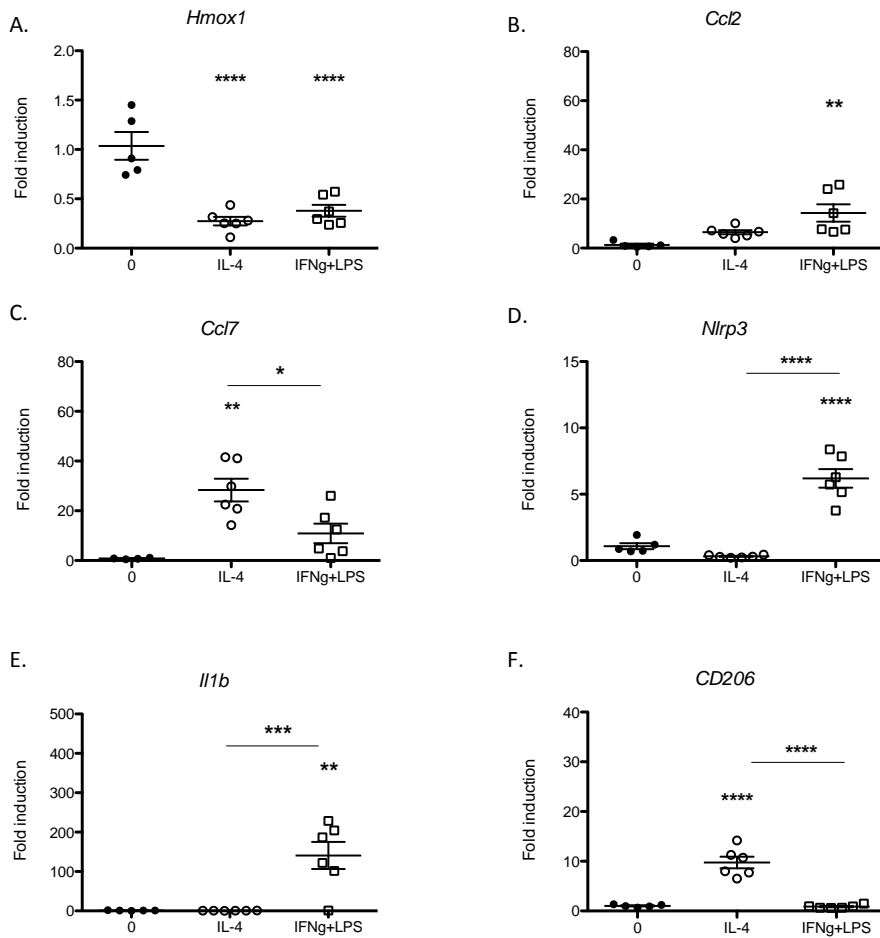 A.
Hmox1
Fold induction
2.0
1.5
1.0
0.5
0.0
****
****
0
IL-4
IFNg+LPS
B.
Ccl2
Fold induction
80
60
40
20
0
**
0
IL-4
IFNg+LPS
C.
Ccl7
Fold induction
80
60
40
20
0
*
**
0
IL-4
IFNg+LPS
D.
Nlrp3
Fold induction
15
10
5
0
****
****
0
IL-4
IFNg+LPS
E.
Il1b
Fold induction
500
400
300
200
100
0
***
**
0
IL-4
IFNg+LPS
F.
CD206
Fold induction
40
30
20
10
0
****
****
0
IL-4
IFNg+LPS